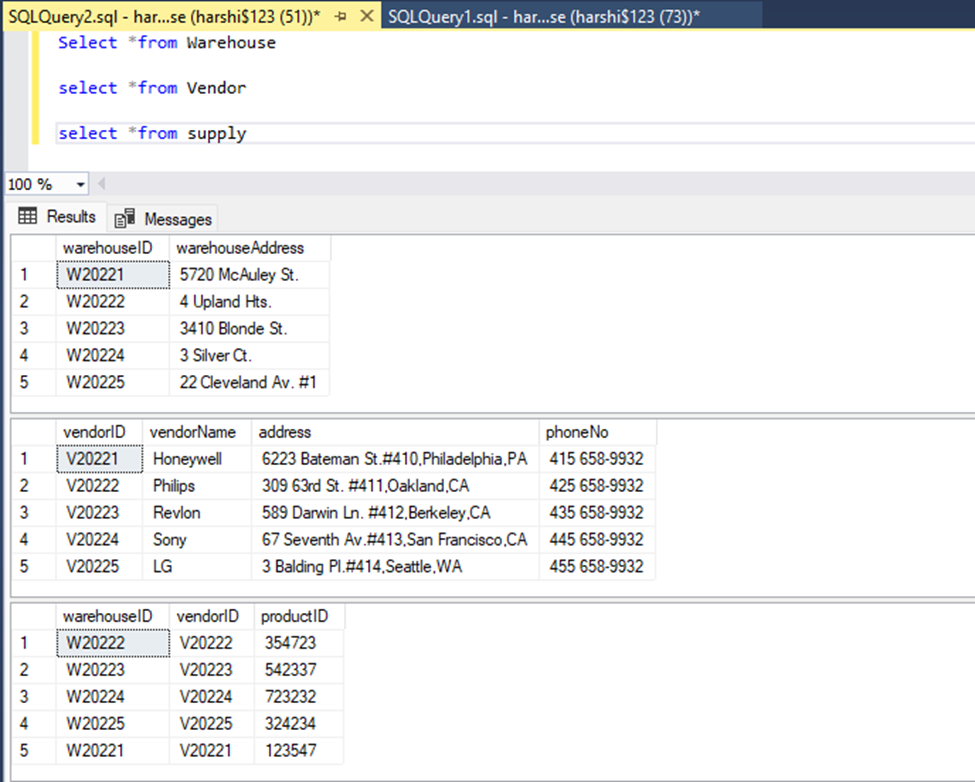 SQLQuery2.sql - har...se (harshi$123 (51))* SQLQuery1.sql - har...se (harshi$123 (73))*
Select *from Warehouse
select *from Vendor
select *from supply
100 %
Results Messages
warehouseID warehouseAddress
1 W20221 5720 McAuley St.
2 W20222 4 Upland Hts.
3 W20223 3410 Blonde St.
4 W20224 3 Silver Ct.
5 W20225 22 Cleveland Av. #1
vendorID vendorName address phoneNo
1 V20221 Honeywell 6223 Bateman St.#410,Philadelphia,PA 415 658-9932
2 V20222 Philips 309 63rd St. #411,Oakland,CA 425 658-9932
3 V20223 Revlon 589 Darwin Ln. #412,Berkeley,CA 435 658-9932
4 V20224 Sony 67 Seventh Av.#413,San Francisco,CA 445 658-9932
5 V20225 LG 3 Balding Pl.#414,Seattle,WA 455 658-9932
warehouseID vendorID productID
1 W20222 V20222 354723
2 W20223 V20223 542337
3 W20224 V20224 723232
4 W20225 V20225 324234
5 W20221 V20221 123547